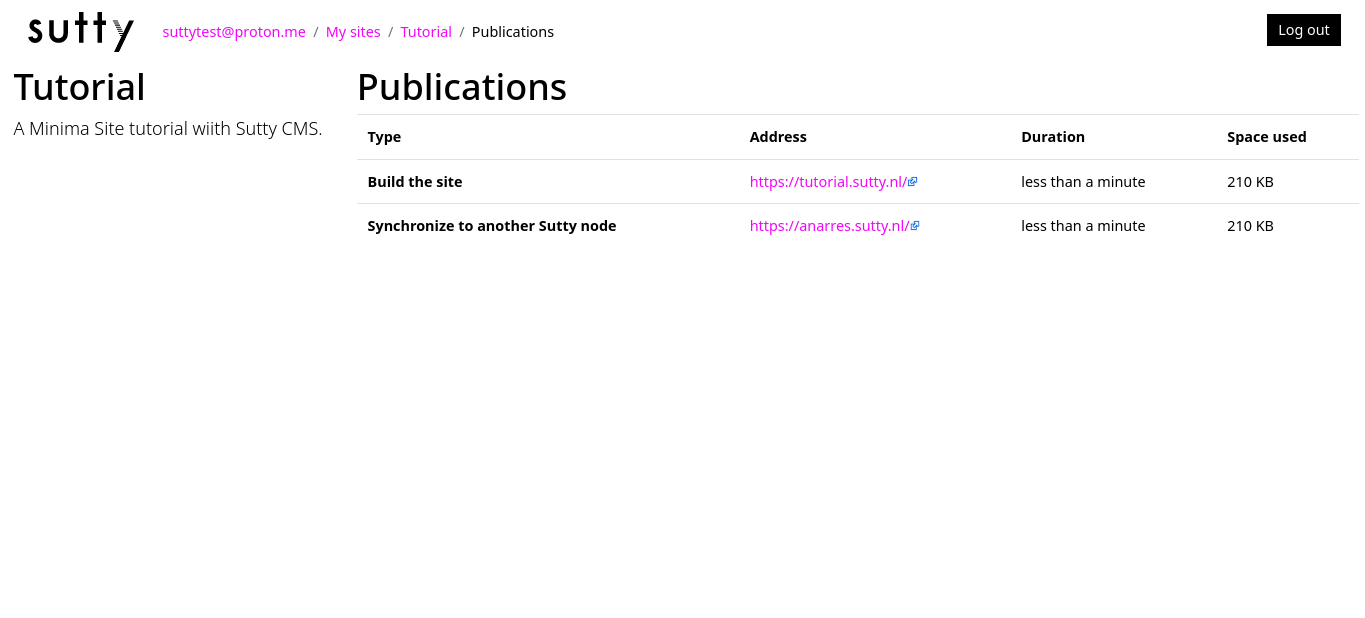 sutty
suttytest@proton.me / My sites / Tutorial / Publications
Log out
Tutorial
A Minima Site tutorial wiith Sutty CMS.
Publications
Type Address Duration Space used
Build the site https://tutorial.sutty.nl/ less than a minute 210 KB
Synchronize to another Sutty node https://anarres.sutty.nl/ less than a minute 210 KB